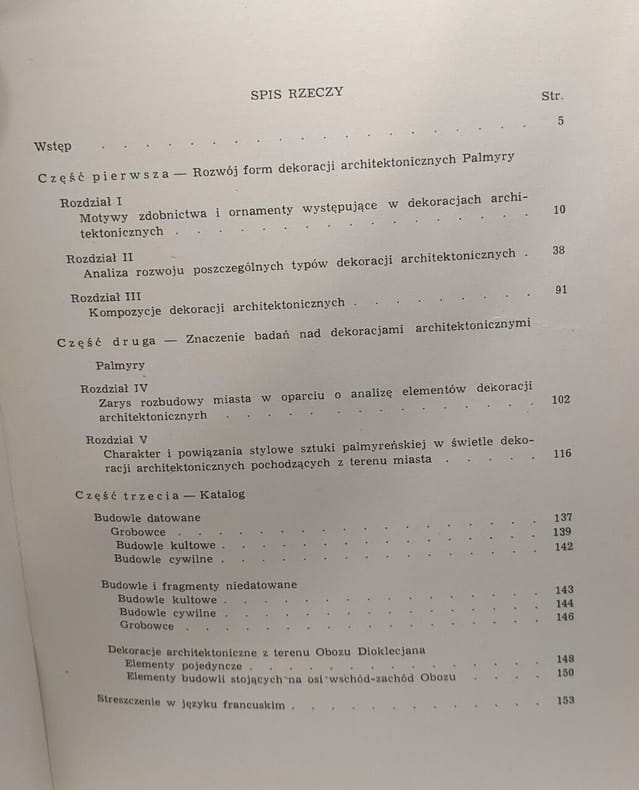 SPIS RZECZY
Str.
Wstęp . . . . . . . . . . . . . . . 5
Część pierwsza — Rozwój form dekoracji architektonicznych Palmyry
Rozdział I
Motywy zdobnictwa i ornamenty występujące w dekoracjach archi-
tektonicznych . . . . . . . . . . . . . 10
Rozdział II
Analiza rozwoju poszczególnych typów dekoracji architektonicznych . 38
Rozdział III
Kompozycje dekoracji architektonicznych . . . . . . . . 91
Część druga — Znaczenie badań nad dekoracjami architektonicznymi
Palmyry
Rozdział IV
Zarys rozbudowy miasta w oparciu o analizę elementów dekoracji
architektonicznyrh . . . . . . . . . . . 102
Rozdział V
Charakter i powiązania stylowe sztuki palmyreńskiej w świetle deko-
racji architektonicznych pochodzących z terenu miasta . . . . 116
Część trzecia — Katalog
Budowle datowane . . . . . . . . . . . . 137
Grobowce . . . . . . . . . . . . . . 139
Budowle kultowe . . . . . . . . . . . . 142
Budowle cywilne . . . . . . . . . . . .
Budowle i fragmenty niedatowane
Budowle kultowe . . . . . . . . . . . . 143
Budowle cywilne . . . . . . . . . . . . 144
Grobowce . . . . . . . . . . . . . . 146
Dekoracje architektoniczne z terenu Obozu Dioklecjana
Elementy pojedyncze . . . . . . . . . . . 148
Elementy budowli stojących na osi wschód-zachód Obozu . . . . 150
Streszczenie w języku francuskim . . . . . . . . . . 153